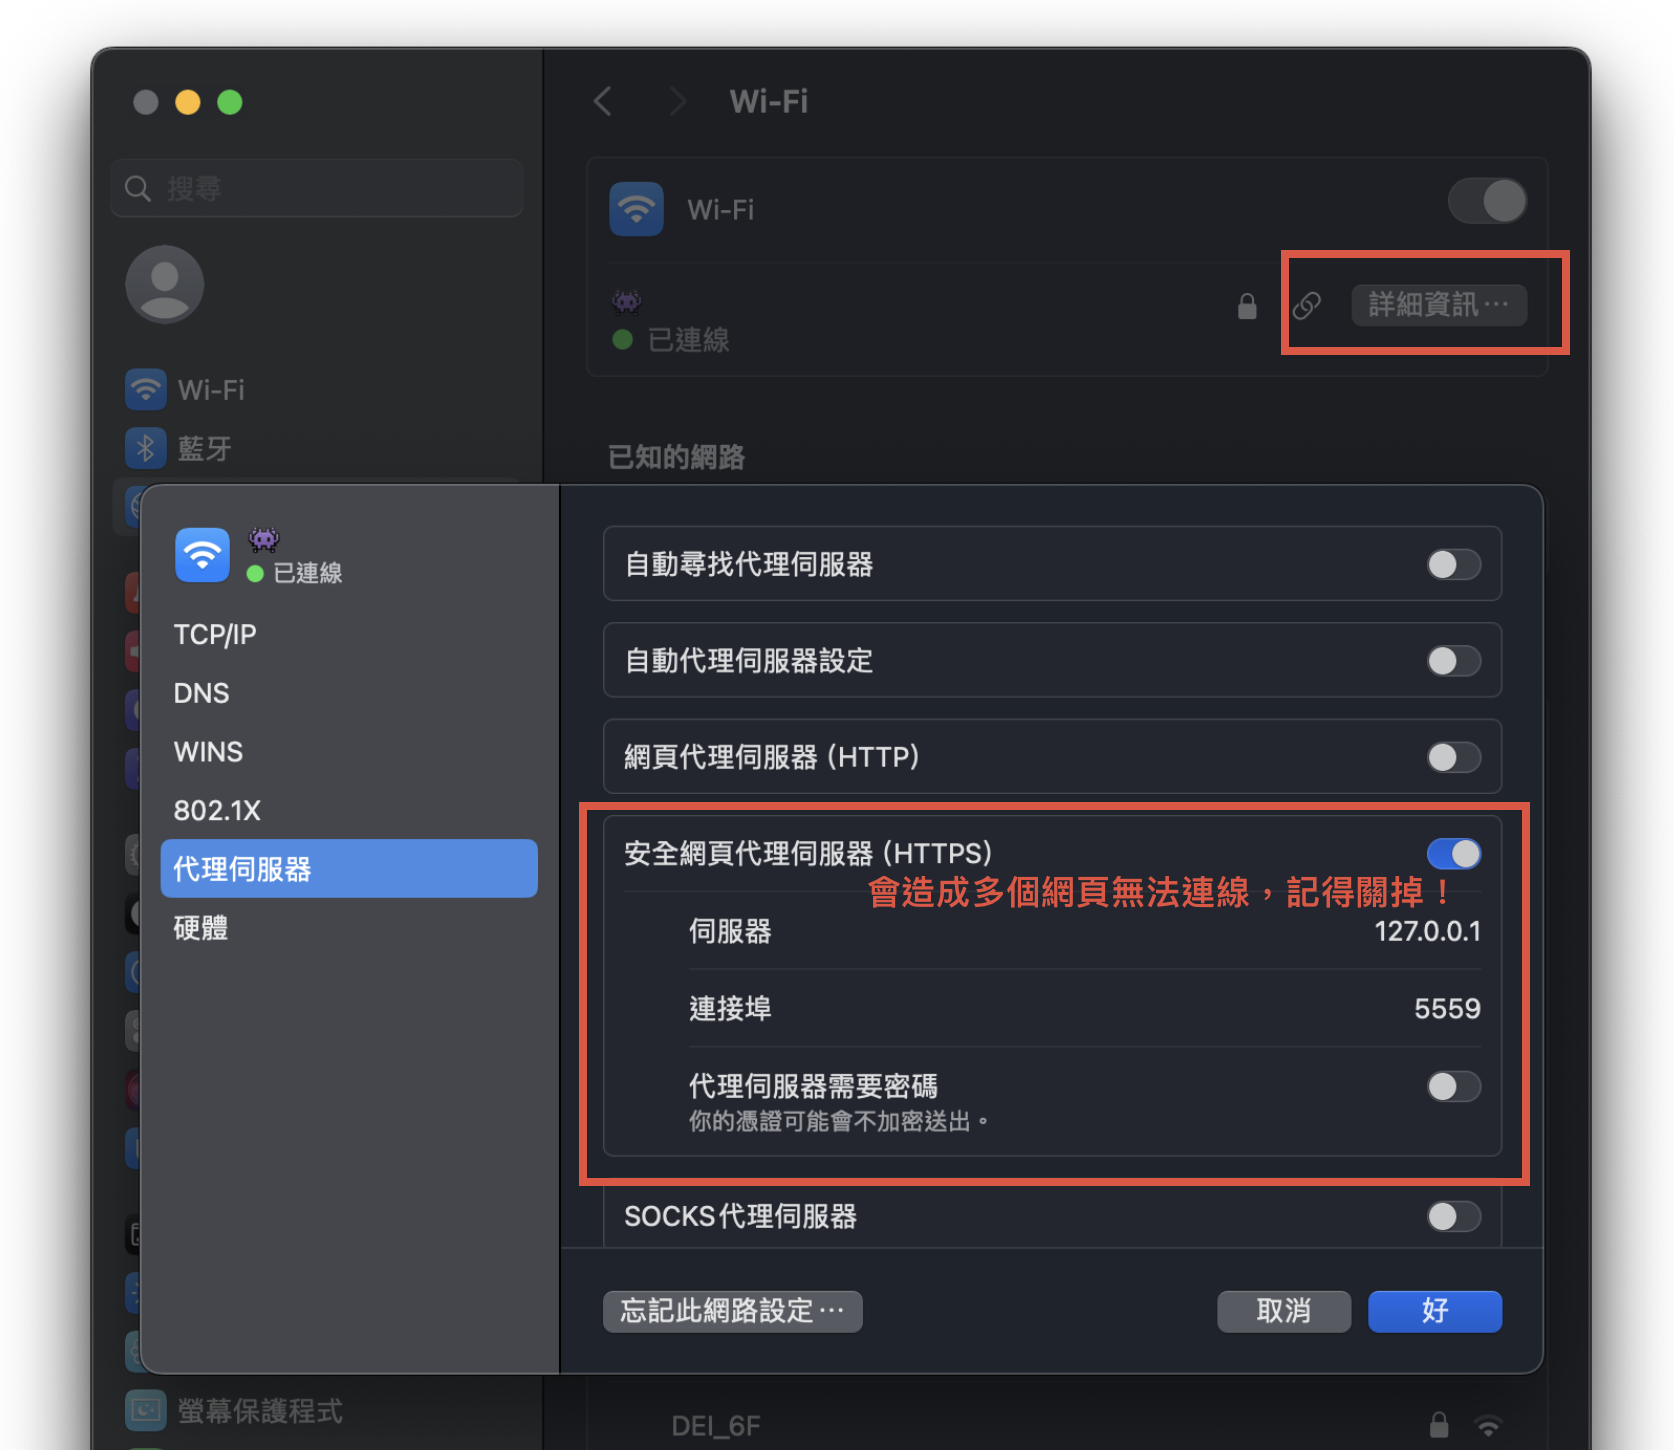 Wi-Fi
搜尋
Wi-Fi
詳細資訊…
已連線
Wi-Fi
藍牙
已知的網路
已連線
TCP/IP
DNS
WINS
802.1X
代理伺服器
硬體
自動尋找代理伺服器
自動代理伺服器設定
網頁代理伺服器 (HTTP)
安全網頁代理伺服器 (HTTPS)
會造成多個網頁無法連線，記得關掉！
伺服器 127.0.0.1
連接埠 5559
代理伺服器需要密碼
你的憑證可能會不加密送出。
SOCKS代理伺服器
忘記此網路設定… 取消 好
螢幕保護程式
DEI_6F